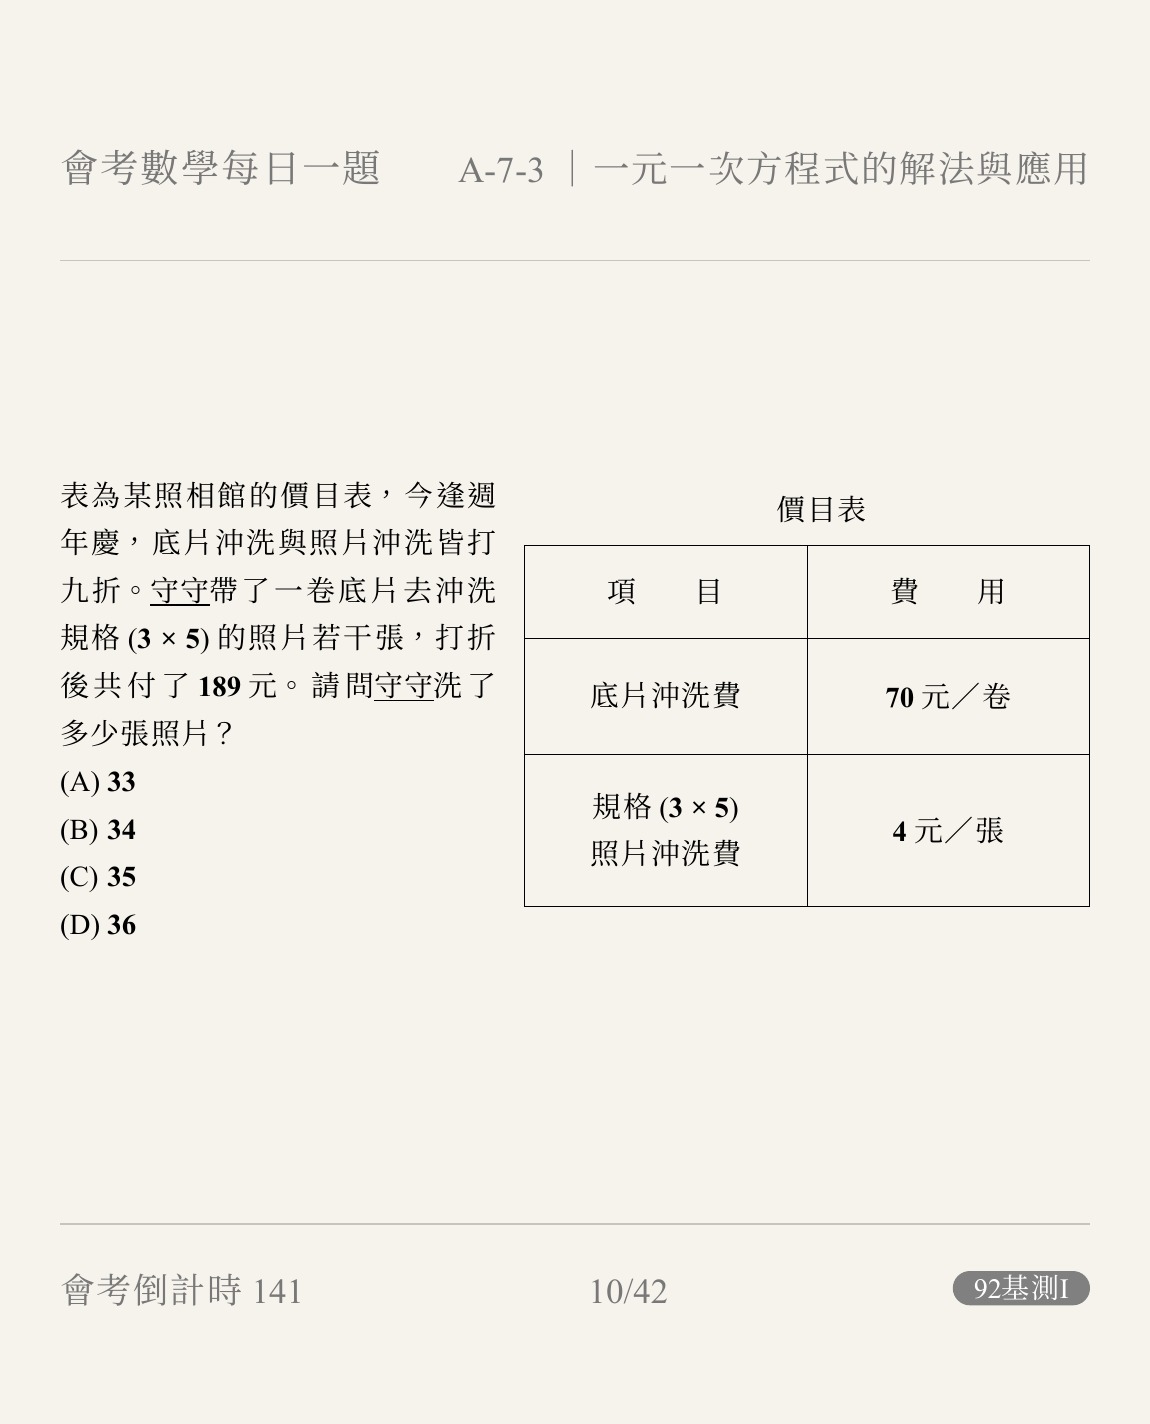 會考數學每日一題
A-7-3 │ 一元一次方程式的解法與應用
表為某照相館的價目表，今逢週
年慶，底片沖洗與照片沖洗皆打
九折。守守帶了一卷底片去沖洗
規格 (3 × 5) 的照片若干張，打折
後共付了 189 元。請問守守洗了
多少張照片？
(A) 33
(B) 34
(C) 35
(D) 36
價目表
項　　目
費　　用
底片沖洗費
70 元／卷
規格 (3 × 5)
照片沖洗費
4 元／張
會考倒計時 141
10/42
92基測I